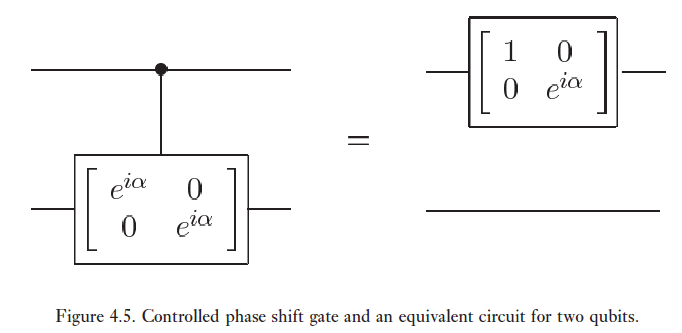 1 0
0 e^{iα}
=
e^{iα} 0
0 e^{iα}
Figure 4.5. Controlled phase shift gate and an equivalent circuit for two qubits.